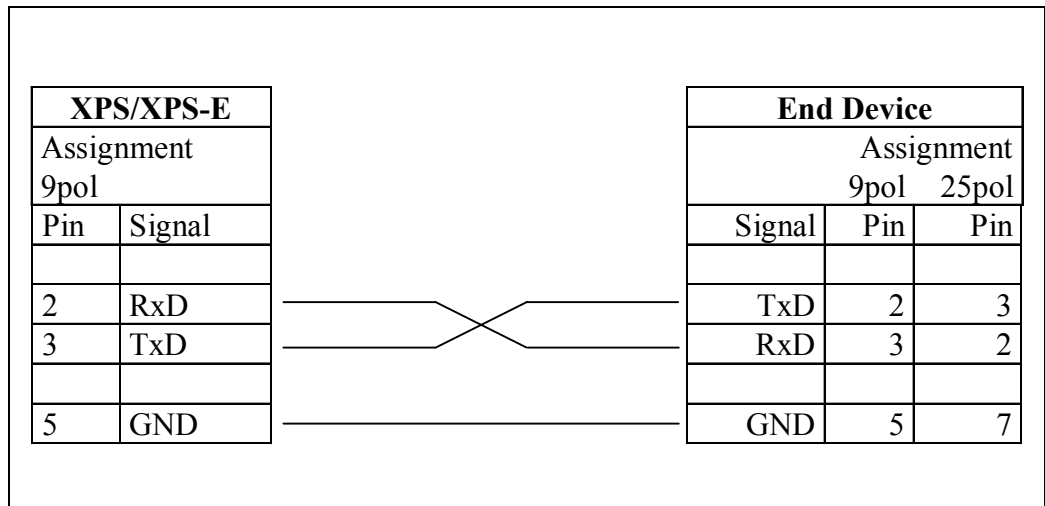 XPS/XPS-E
Assignment
9pol
Pin Signal
2 RxD
3 TxD
5 GND
End Device
Assignment
9pol 25pol
Signal Pin Pin
TxD 2 3
RxD 3 2
GND 5 7